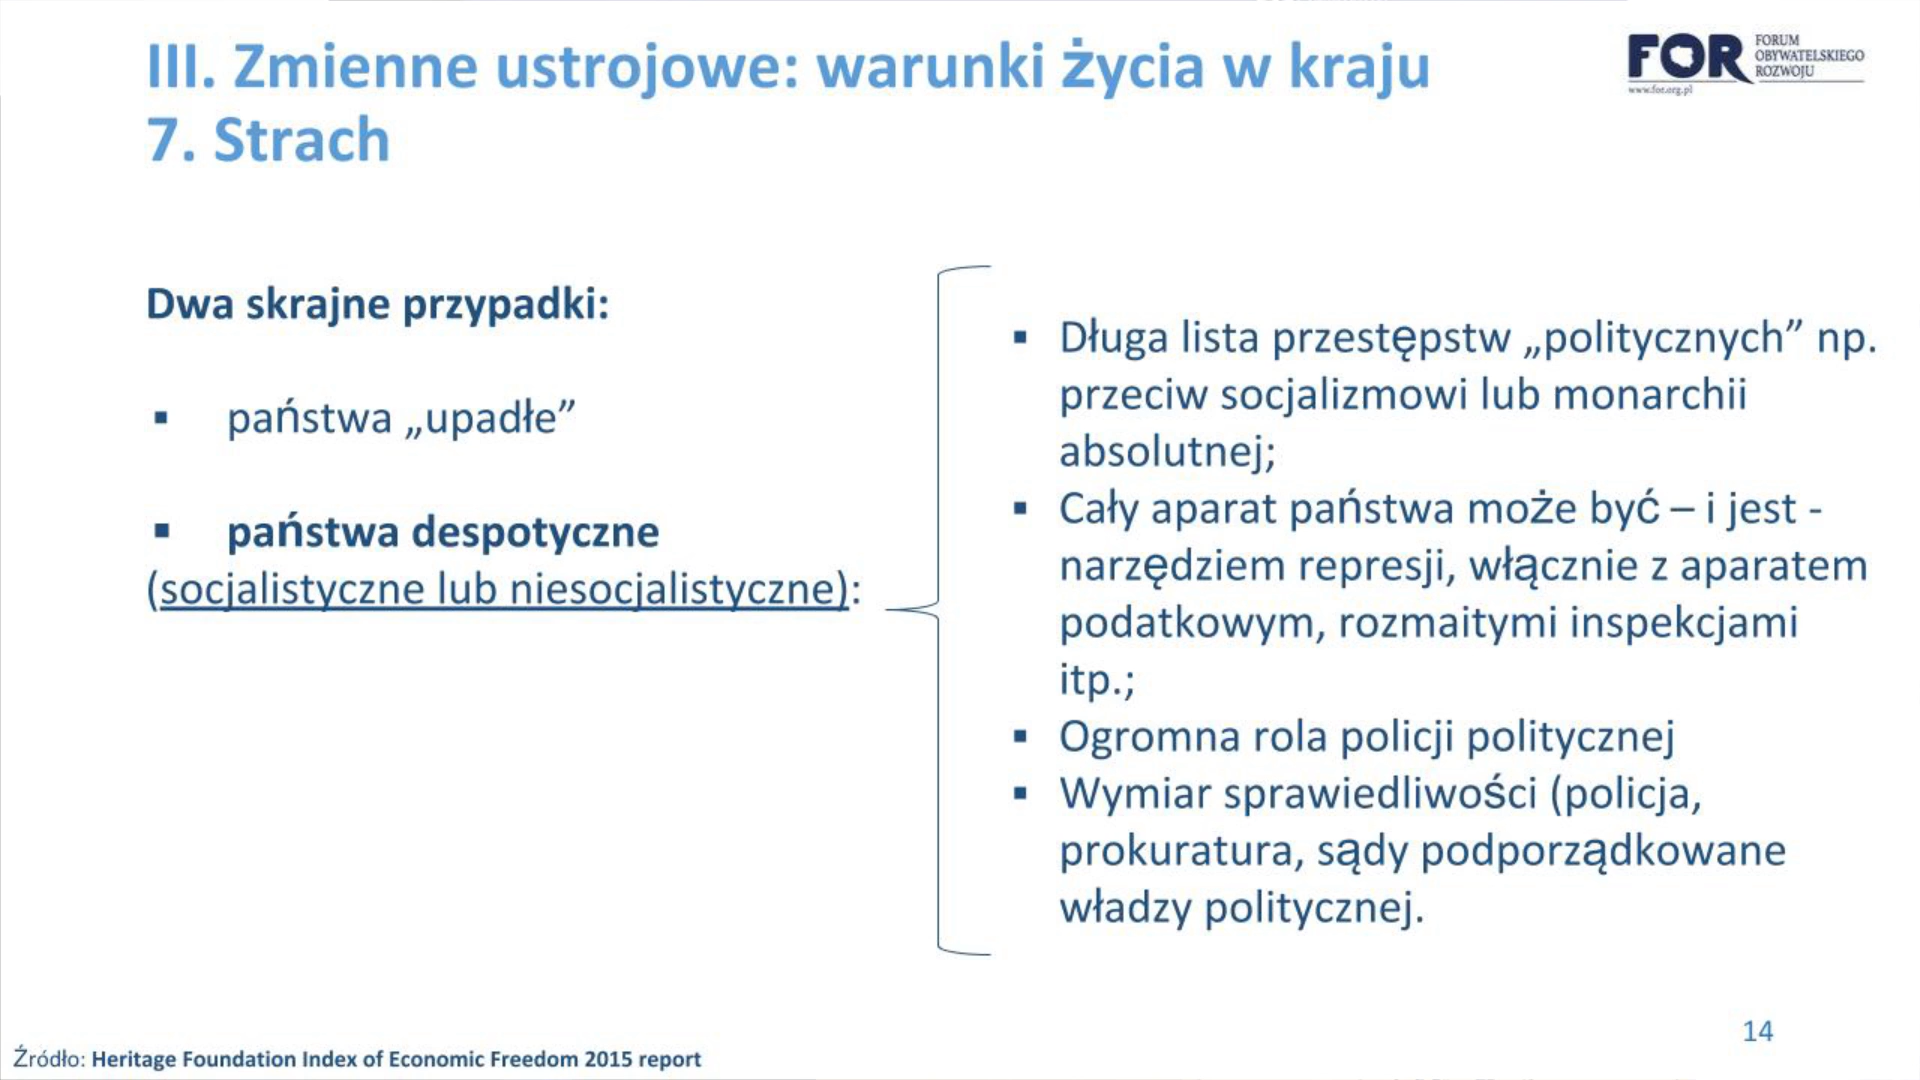 III. Zmienne ustrojowe: warunki życia w kraju
7. Strach
FOR
FORUM
OBYWATELSKIEGO
ROZWOJU
www.for.org.pl
Dwa skrajne przypadki:
▪ państwa „upadłe”
▪ państwa despotyczne
(socjalistyczne lub niesocjalistyczne):
▪ Długa lista przestępstw „politycznych” np.
przeciw socjalizmowi lub monarchii
absolutnej;
▪ Cały aparat państwa może być – i jest -
narzędziem represji, włącznie z aparatem
podatkowym, rozmaitymi inspekcjami
itp.;
▪ Ogromna rola policji politycznej
▪ Wymiar sprawiedliwości (policja,
prokuratura, sądy podporządkowane
władzy politycznej.
14
Źródło: Heritage Foundation Index of Economic Freedom 2015 report